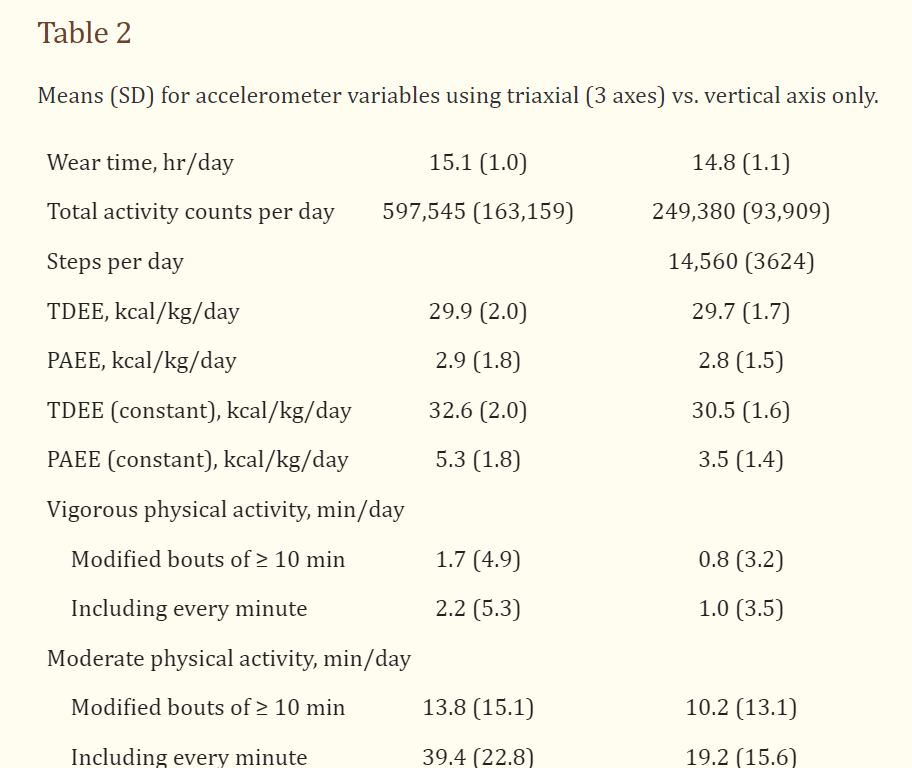 Table 2
Means (SD) for accelerometer variables using triaxial (3 axes) vs. vertical axis only.
Wear time, hr/day 15.1 (1.0) 14.8 (1.1)
Total activity counts per day 597,545 (163,159) 249,380 (93,909)
Steps per day 14,560 (3624)
TDEE, kcal/kg/day 29.9 (2.0) 29.7 (1.7)
PAEE, kcal/kg/day 2.9 (1.8) 2.8 (1.5)
TDEE (constant), kcal/kg/day 32.6 (2.0) 30.5 (1.6)
PAEE (constant), kcal/kg/day 5.3 (1.8) 3.5 (1.4)
Vigorous physical activity, min/day
Modified bouts of ≥ 10 min 1.7 (4.9) 0.8 (3.2)
Including every minute 2.2 (5.3) 1.0 (3.5)
Moderate physical activity, min/day
Modified bouts of ≥ 10 min 13.8 (15.1) 10.2 (13.1)
Including every minute 39.4 (22.8) 19.2 (15.6)